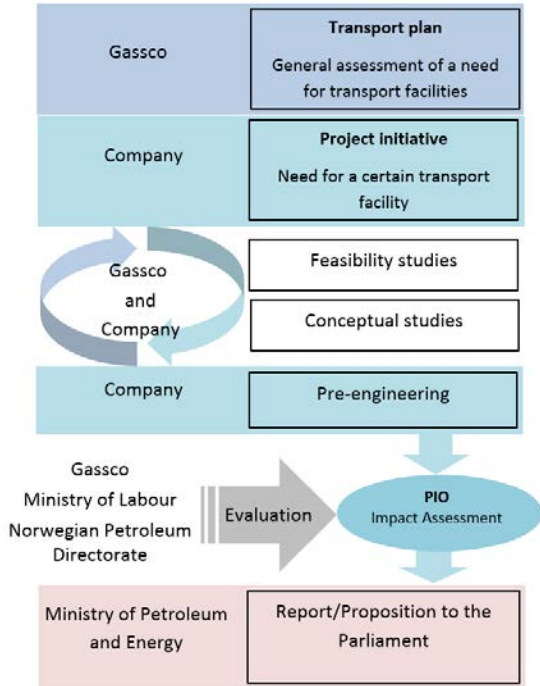 Gassco
Transport plan
General assessment of a need
for transport facilities
Company
Project initiative
Need for a certain transport
facility
Gassco
and
Company
Feasibility studies
Conceptual studies
Company
Pre-engineering
Gassco
Ministry of Labour
Norwegian Petroleum
Directorate
Evaluation
PIO
Impact Assessment
Ministry of Petroleum
and Energy
Report/Proposition to the
Parliament